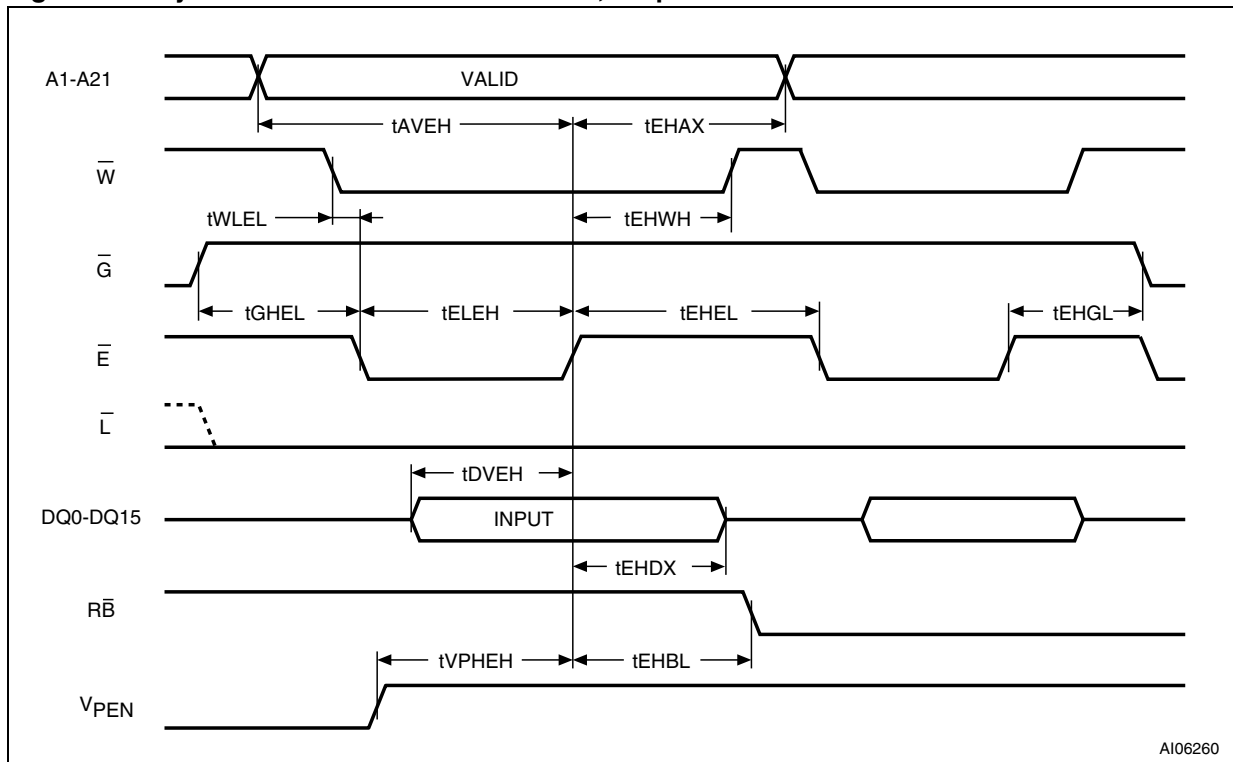 A1-A21
VALID
tAVEH
tEHAX
W̅
tWLEL
tEHWH
G̅
tGHEL
tELEH
tEHEL
tEHGL
E̅
L̅
tDVEH
DQ0-DQ15
INPUT
tEHDX
RB̅
tVPHEH
tEHBL
VPEN
AI06260